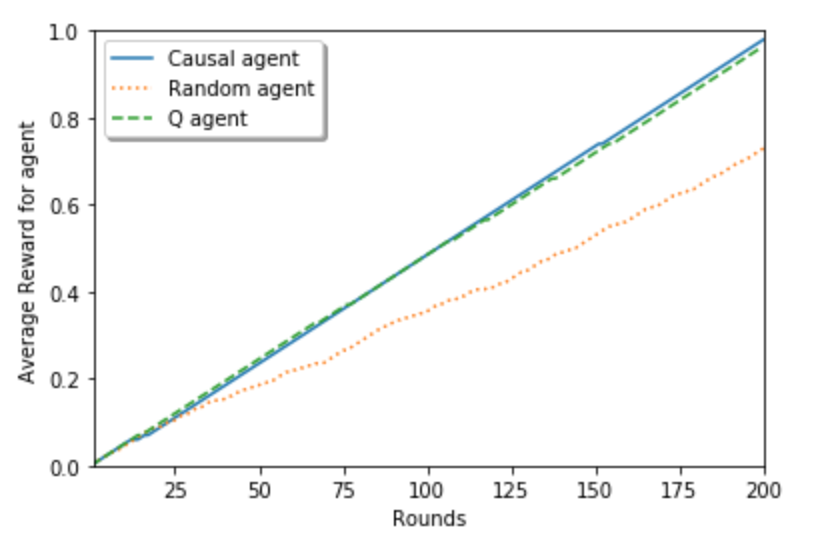 Causal agent
Random agent
Q agent
Average Reward for agent
1.0
0.8
0.6
0.4
0.2
0.0
25 50 75 100 125 150 175 200
Rounds